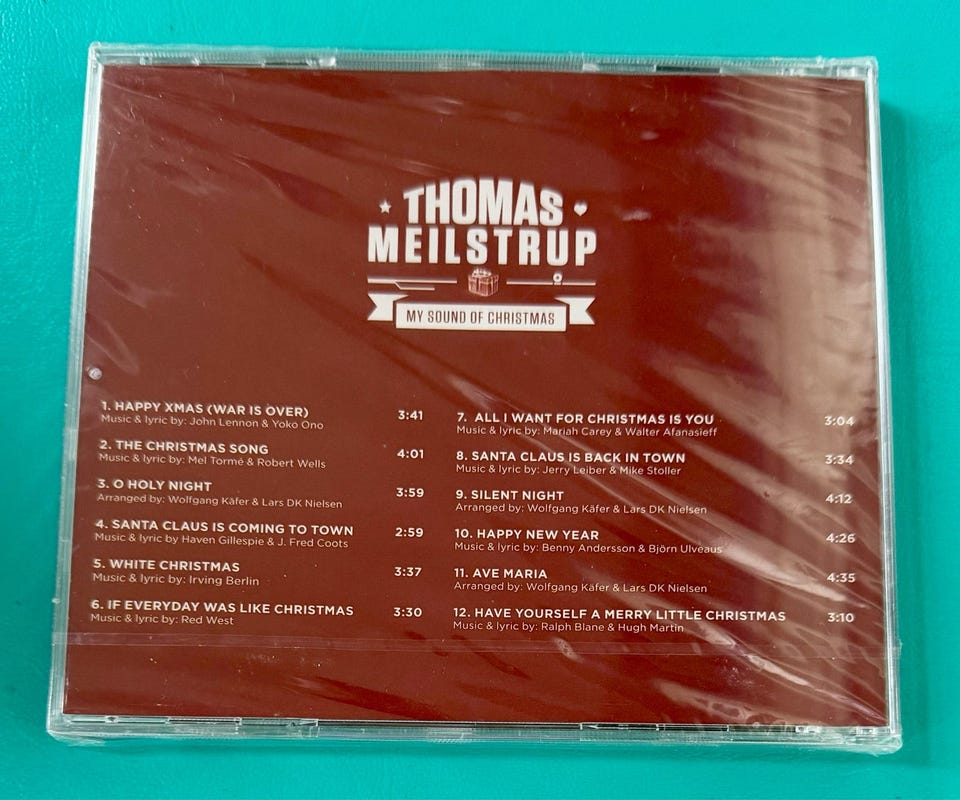 THOMAS
MEILSTRUP
MY SOUND OF CHRISTMAS
1. HAPPY XMAS (WAR IS OVER) 3:41
Music & lyric by: John Lennon & Yoko Ono
2. THE CHRISTMAS SONG 4:01
Music & lyric by: Mel Tormé & Robert Wells
3. O HOLY NIGHT 3:59
Arranged by: Wolfgang Käfer & Lars DK Nielsen
4. SANTA CLAUS IS COMING TO TOWN 2:59
Music & lyric by Haven Gillespie & J. Fred Coots
5. WHITE CHRISTMAS 3:37
Music & lyric by: Irving Berlin
6. IF EVERYDAY WAS LIKE CHRISTMAS 3:30
Music & lyric by: Red West
7. ALL I WANT FOR CHRISTMAS IS YOU 3:04
Music & lyric by: Mariah Carey & Walter Afanasieff
8. SANTA CLAUS IS BACK IN TOWN 3:34
Music & lyric by: Jerry Leiber & Mike Stoller
9. SILENT NIGHT 4:12
Arranged by: Wolfgang Käfer & Lars DK Nielsen
10. HAPPY NEW YEAR 4:26
Music & lyric by: Benny Andersson & Björn Ulveaus
11. AVE MARIA 4:35
Arranged by: Wolfgang Käfer & Lars DK Nielsen
12. HAVE YOURSELF A MERRY LITTLE CHRISTMAS 3:10
Music & lyric by: Ralph Blane & Hugh Martin